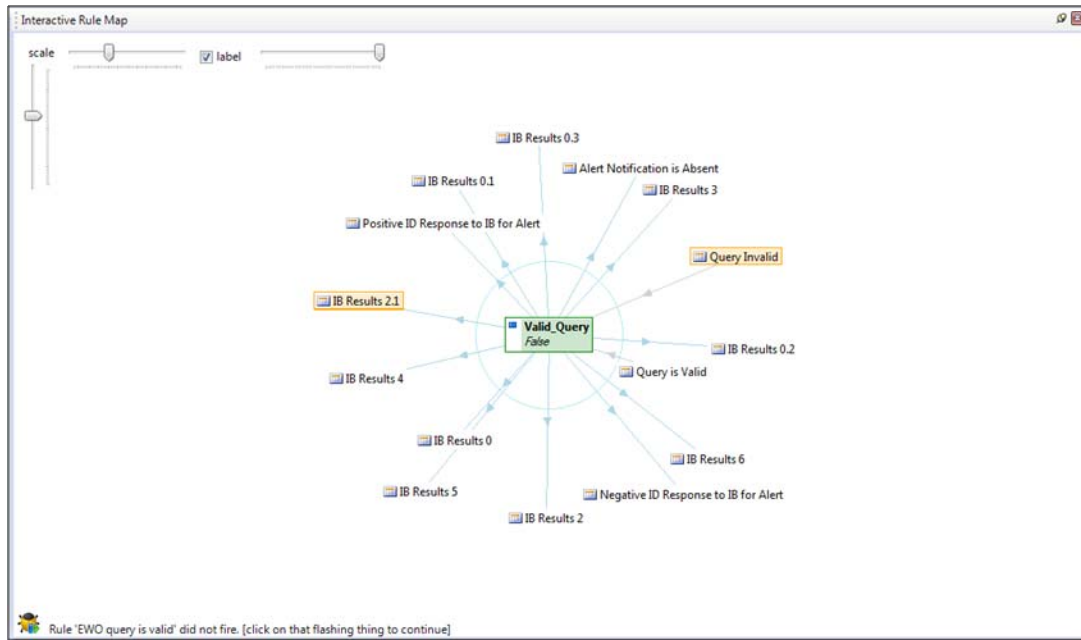 Interactive Rule Map
scale
label
IB Results 0.3
Alert Notification is Absent
IB Results 0.1
IB Results 3
Positive ID Response to IB for Alert
Query Invalid
IB Results 2.1
Valid_Query
False
IB Results 0.2
Query is Valid
IB Results 4
IB Results 0
IB Results 6
IB Results 5
Negative ID Response to IB for Alert
IB Results 2
Rule 'EWO query is valid' did not fire. [click on that flashing thing to continue]